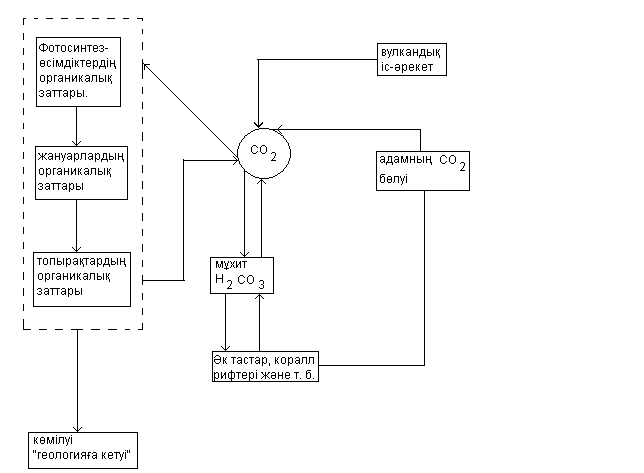 Фотосинтез-
өсімдіктердің
органикалық
заттары.
жануарлардың
органикалық
заттары
топырақтардың
органикалық
заттары
көмілуі
"геологияға кетуі"
CO2
вулкандық
іс-әрекет
адамның CO2
бөлуі
мұхит
H2CO3
Әк тастар, коралл
рифтері және т. б.